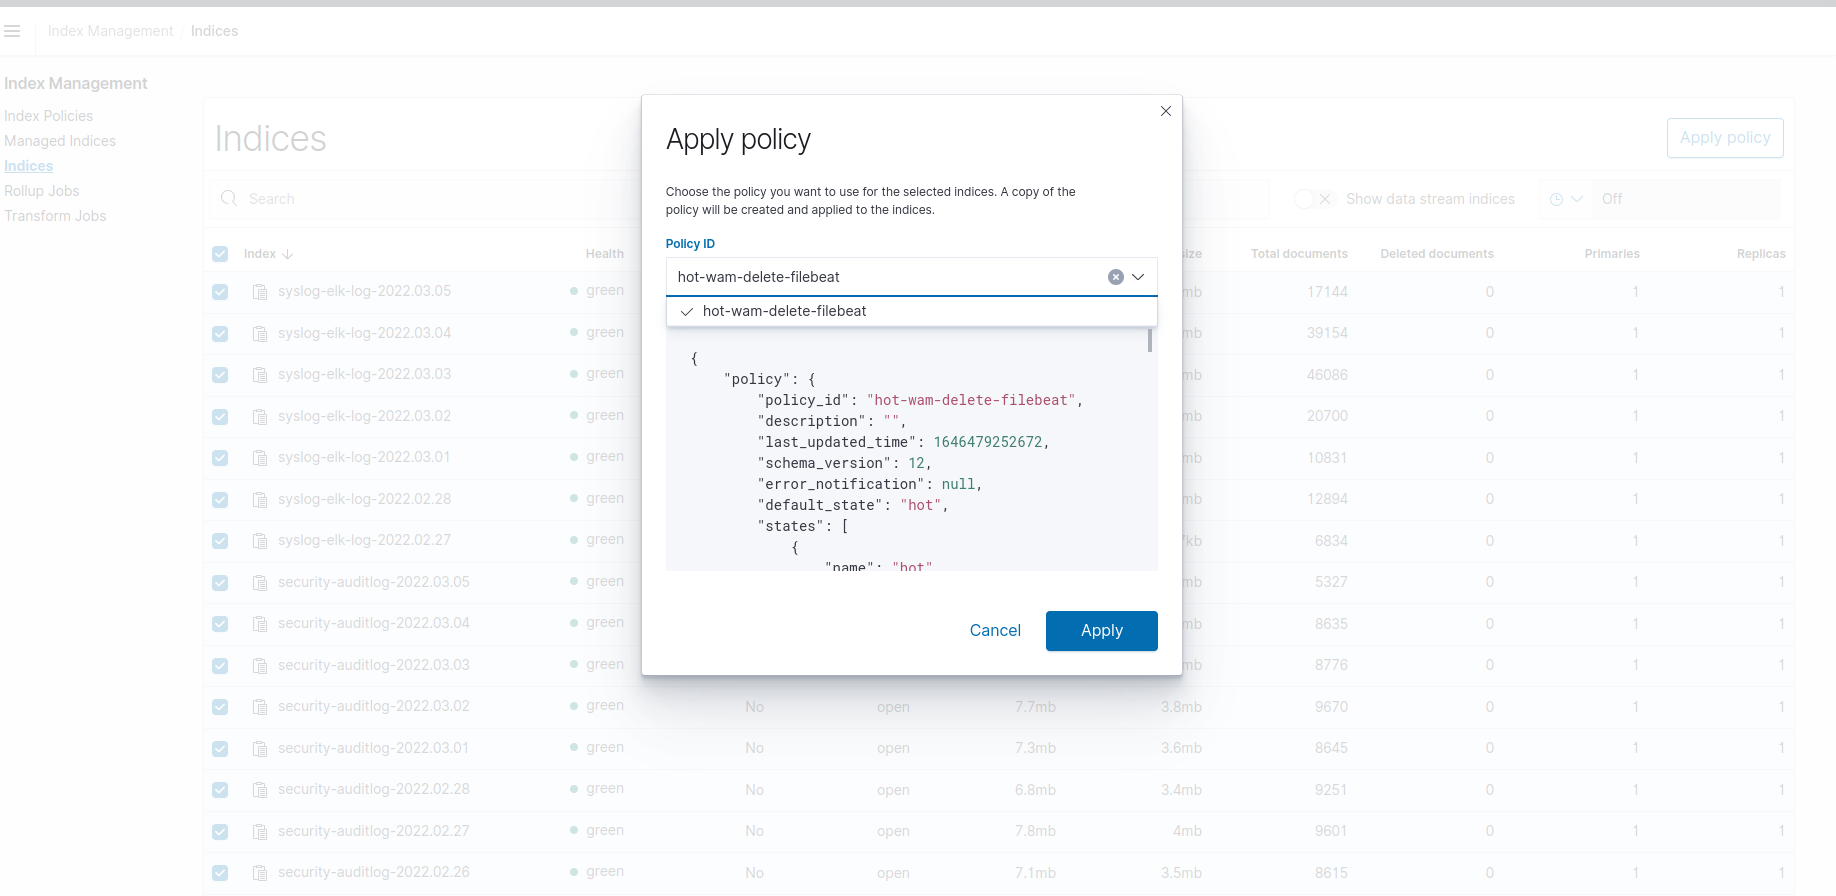 Index Management / Indices
Index Management
Index Policies
Managed Indices
Indices
Rollup Jobs
Transform Jobs
Indices
Apply policy
Search
Show data stream indices
Off
Index Health size Total documents Deleted documents Primaries Replicas
syslog-elk-log-2022.03.05 green mb 17144 0 1 1
syslog-elk-log-2022.03.04 green mb 39154 0 1 1
syslog-elk-log-2022.03.03 green mb 46086 0 1 1
syslog-elk-log-2022.03.02 green mb 20700 0 1 1
syslog-elk-log-2022.03.01 green mb 10831 0 1 1
syslog-elk-log-2022.02.28 green mb 12894 0 1 1
syslog-elk-log-2022.02.27 green kb 6834 0 1 1
security-auditlog-2022.03.05 green mb 5327 0 1 1
security-auditlog-2022.03.04 green mb 8635 0 1 1
security-auditlog-2022.03.03 green mb 8776 0 1 1
security-auditlog-2022.03.02 green No open 7.7mb 3.8mb 9670 0 1 1
security-auditlog-2022.03.01 green No open 7.3mb 3.6mb 8645 0 1 1
security-auditlog-2022.02.28 green No open 6.8mb 3.4mb 9251 0 1 1
security-auditlog-2022.02.27 green No open 7.8mb 4mb 9601 0 1 1
security-auditlog-2022.02.26 green No open 7.1mb 3.5mb 8615 0 1 1
Apply policy
Choose the policy you want to use for the selected indices. A copy of the
policy will be created and applied to the indices.
Policy ID
hot-wam-delete-filebeat
hot-wam-delete-filebeat
{
"policy": {
"policy_id": "hot-wam-delete-filebeat",
"description": "",
"last_updated_time": 1646479252672,
"schema_version": 12,
"error_notification": null,
"default_state": "hot",
"states": [
{
"name": "hot"
Cancel
Apply